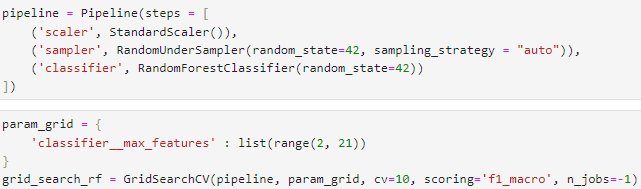 pipeline = Pipeline(steps = [
    ('scaler', StandardScaler()),
    ('sampler', RandomUnderSampler(random_state=42, sampling_strategy = "auto")),
    ('classifier', RandomForestClassifier(random_state=42))
])
param_grid = {
    'classifier__max_features' : list(range(2, 21))
}
grid_search_rf = GridSearchCV(pipeline, param_grid, cv=10, scoring='f1_macro', n_jobs=-1)